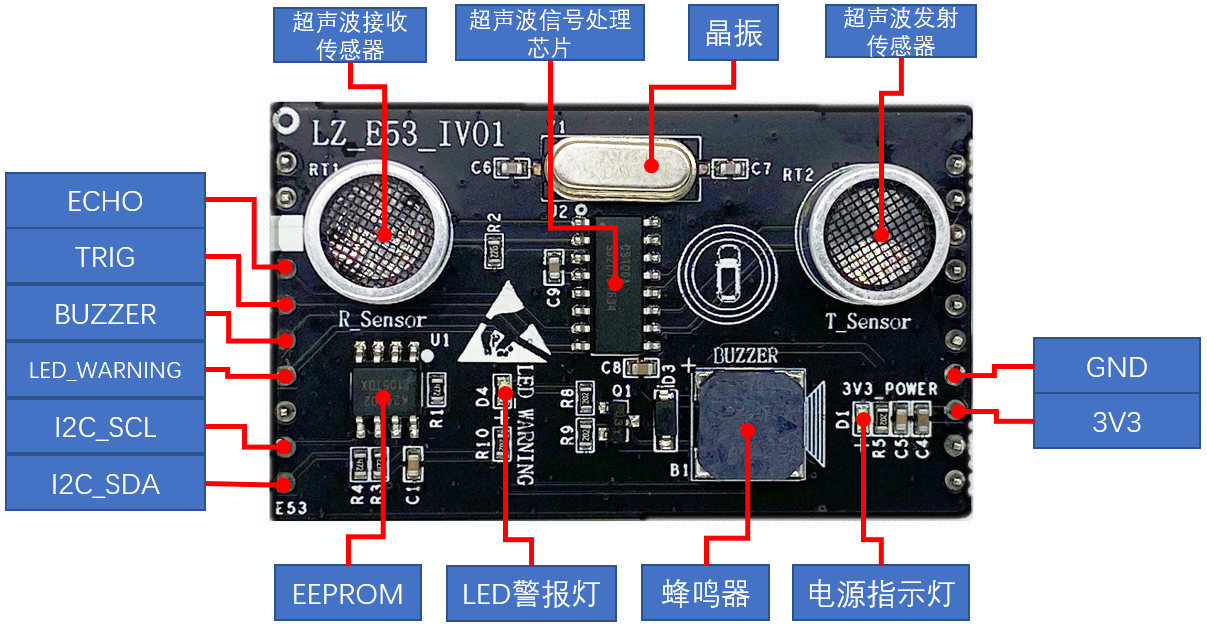 超声波接收
传感器
超声波信号处理
芯片
晶振
超声波发射
传感器
LZ_E53_IV01
Y1
C6
C7
RT1
RT2
U2
R2
C9
R_Sensor
T_Sensor
ECHO
TRIG
BUZZER
LED_WARNING
I2C_SCL
I2C_SDA
U1
C8
BUZZER
D3
Q1
R1
D4
LED WARNING
R8
R9
R10
3V3_POWER
D1
R5
C5
C4
B1
R4
R3
C1
E53
GND
3V3
EEPROM
LED警报灯
蜂鸣器
电源指示灯